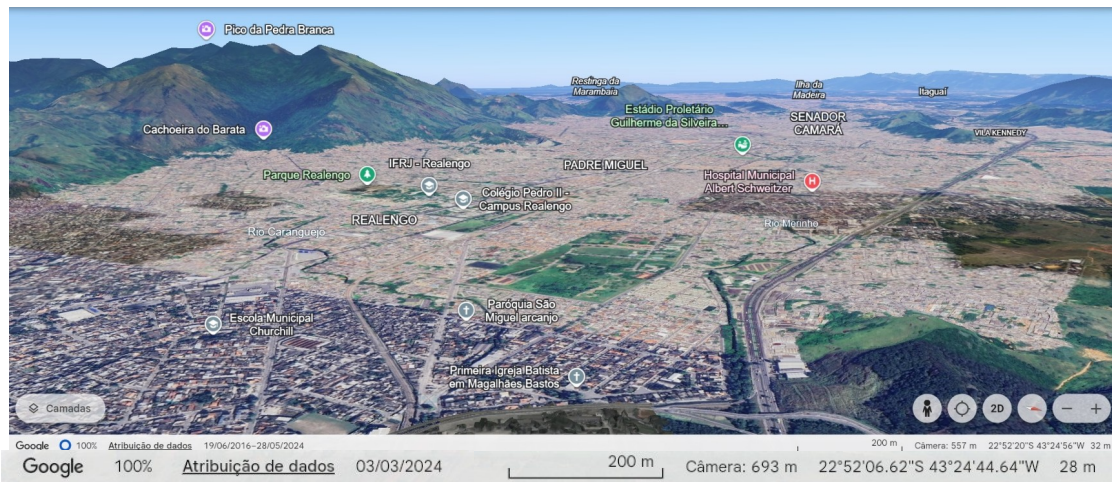 Pico da Pedra Branca
Restinga da
Marambaia
Ilha da
Madeira
Itaguaí
Estádio Proletário
Guilherme da Silveira...
SENADOR
CAMARÁ
Cachoeira do Barata
VILA KENNEDY
IFRJ - Realengo
PADRE MIGUEL
Parque Realengo
Hospital Municipal
Albert Schweitzer
H
Colégio Pedro II -
Campus Realengo
REALENGO
Rio Caranguejo
Rio Merinho
Paróquia São
Miguel arcanjo
Escola Municipal
Churchill
Primeira Igreja Batista
em Magalhães Bastos
Camadas
2D
Google 100% Atribuição de dados 19/06/2016–28/05/2024 200 m Câmera: 557 m 22°52'20"S 43°24'56"W 32 m
Google 100% Atribuição de dados 03/03/2024 200 m Câmera: 693 m 22°52'06.62"S 43°24'44.64"W 28 m